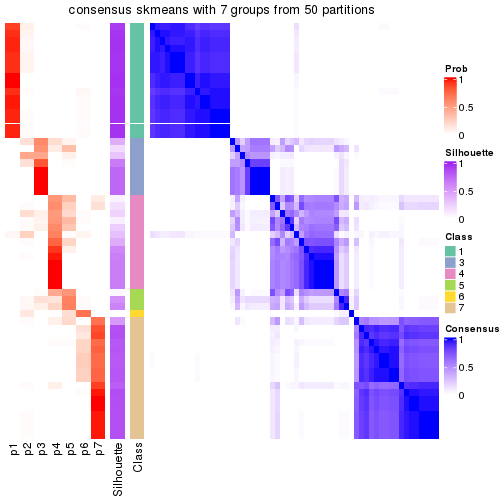 consensus skmeans with 7 groups from 50 partitions
Prob
1
0.5
0
Silhouette
1
0.5
0
Class
1
3
4
5
6
7
Consensus
1
0.5
0
p1
p2
p3
p4
p5
p6
p7
Silhouette
Class